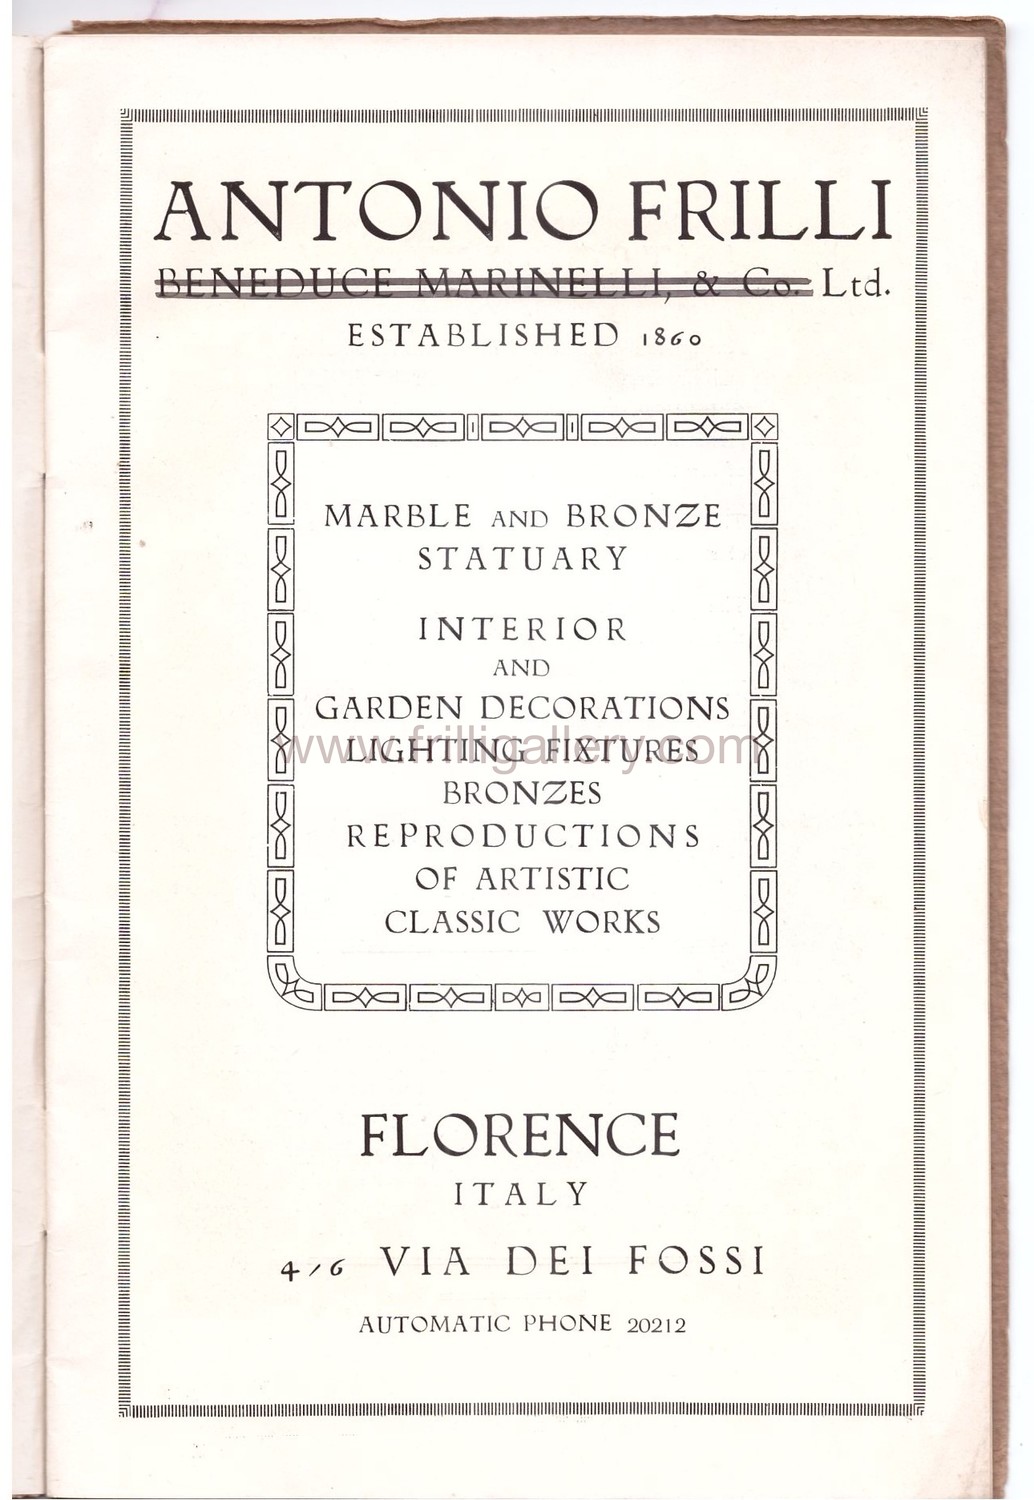 ANTONIO FRILLI
BENEDUCE MARINELLI, & Co. Ltd.
ESTABLISHED 1860
MARBLE AND BRONZE
STATUARY
INTERIOR
AND
GARDEN DECORATIONS
LIGHTING FIXTURES
www.frilligallery.com
BRONZES
REPRODUCTIONS
OF ARTISTIC
CLASSIC WORKS
FLORENCE
ITALY
4/6 VIA DEI FOSSI
AUTOMATIC PHONE 20212